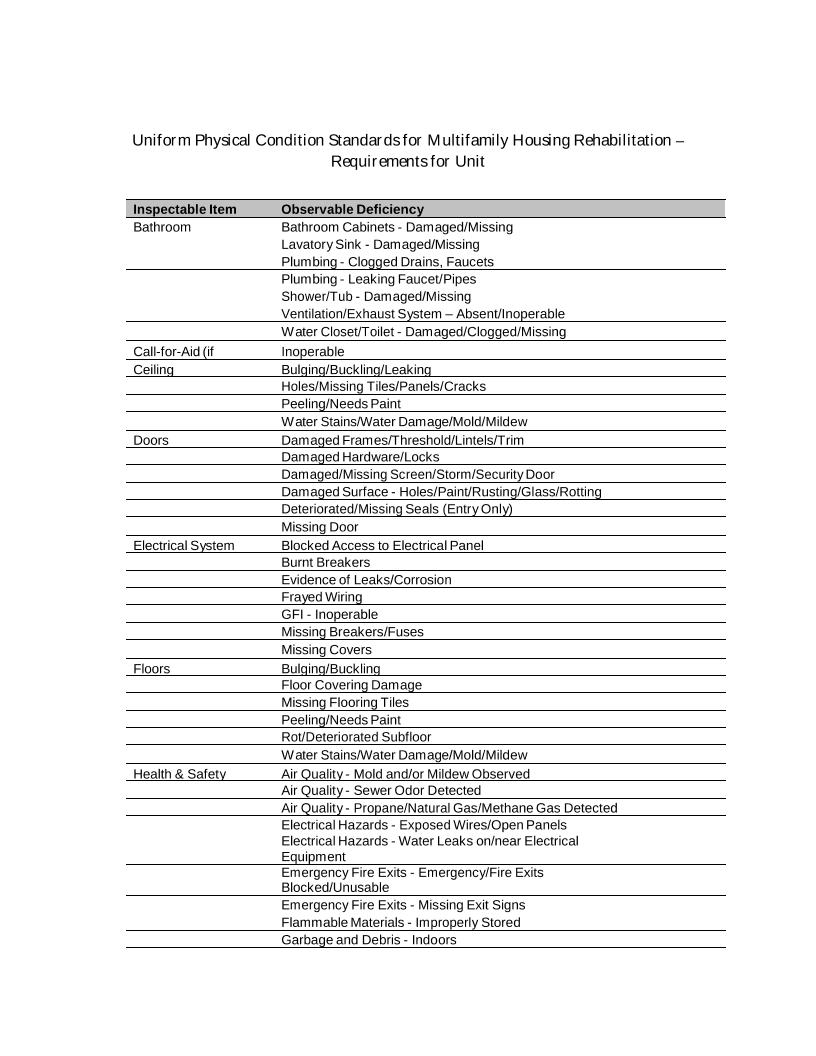 Uniform Physical Condition Standards for Multifamily Housing Rehabilitation –
Requirements for Unit
Inspectable Item Observable Deficiency
Bathroom Bathroom Cabinets - Damaged/Missing
Lavatory Sink - Damaged/Missing
Plumbing - Clogged Drains, Faucets
Plumbing - Leaking Faucet/Pipes
Shower/Tub - Damaged/Missing
Ventilation/Exhaust System – Absent/Inoperable
Water Closet/Toilet - Damaged/Clogged/Missing
Call-for-Aid (if Inoperable
Ceiling Bulging/Buckling/Leaking
Holes/Missing Tiles/Panels/Cracks
Peeling/Needs Paint
Water Stains/Water Damage/Mold/Mildew
Doors Damaged Frames/Threshold/Lintels/Trim
Damaged Hardware/Locks
Damaged/Missing Screen/Storm/Security Door
Damaged Surface - Holes/Paint/Rusting/Glass/Rotting
Deteriorated/Missing Seals (Entry Only)
Missing Door
Electrical System Blocked Access to Electrical Panel
Burnt Breakers
Evidence of Leaks/Corrosion
Frayed Wiring
GFI - Inoperable
Missing Breakers/Fuses
Missing Covers
Floors Bulging/Buckling
Floor Covering Damage
Missing Flooring Tiles
Peeling/Needs Paint
Rot/Deteriorated Subfloor
Water Stains/Water Damage/Mold/Mildew
Health & Safety Air Quality - Mold and/or Mildew Observed
Air Quality - Sewer Odor Detected
Air Quality - Propane/Natural Gas/Methane Gas Detected
Electrical Hazards - Exposed Wires/Open Panels
Electrical Hazards - Water Leaks on/near Electrical
Equipment
Emergency Fire Exits - Emergency/Fire Exits
Blocked/Unusable
Emergency Fire Exits - Missing Exit Signs
Flammable Materials - Improperly Stored
Garbage and Debris - Indoors